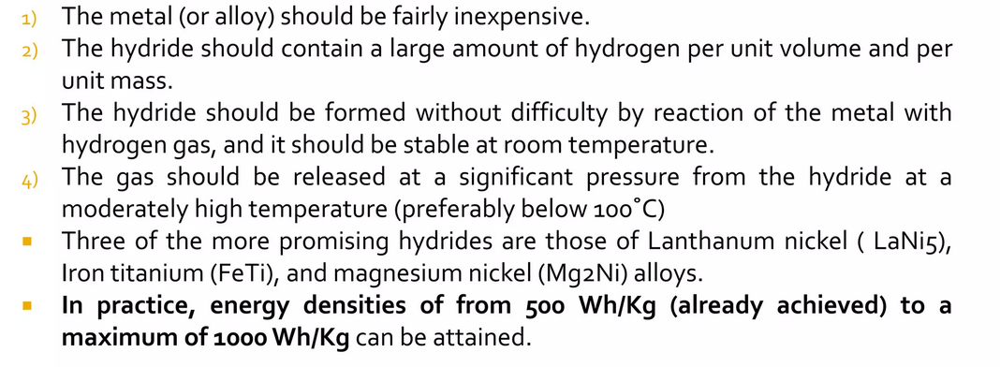 1) The metal (or alloy) should be fairly inexpensive.
2) The hydride should contain a large amount of hydrogen per unit volume and per
unit mass.
3) The hydride should be formed without difficulty by reaction of the metal with
hydrogen gas, and it should be stable at room temperature.
4) The gas should be released at a significant pressure from the hydride at a
moderately high temperature (preferably below 100˚C)
▪ Three of the more promising hydrides are those of Lanthanum nickel ( LaNi5),
Iron titanium (FeTi), and magnesium nickel (Mg2Ni) alloys.
▪ In practice, energy densities of from 500 Wh/Kg (already achieved) to a
maximum of 1000 Wh/Kg can be attained.